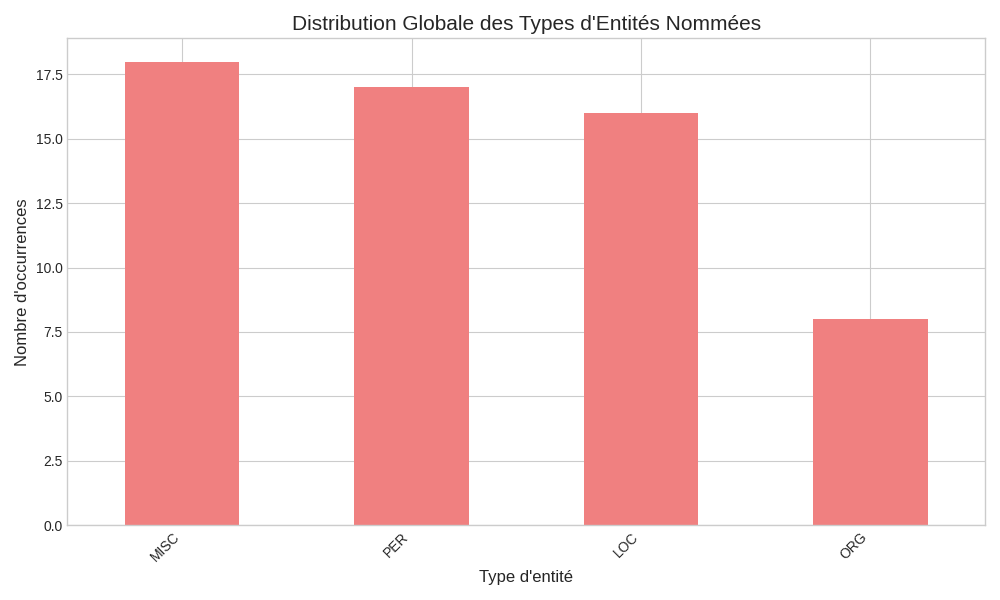 Distribution Globale des Types d'Entités Nommées
Nombre d'occurrences
17.5
15.0
12.5
10.0
7.5
5.0
2.5
0.0
MISC
PER
LOC
ORG
Type d'entité